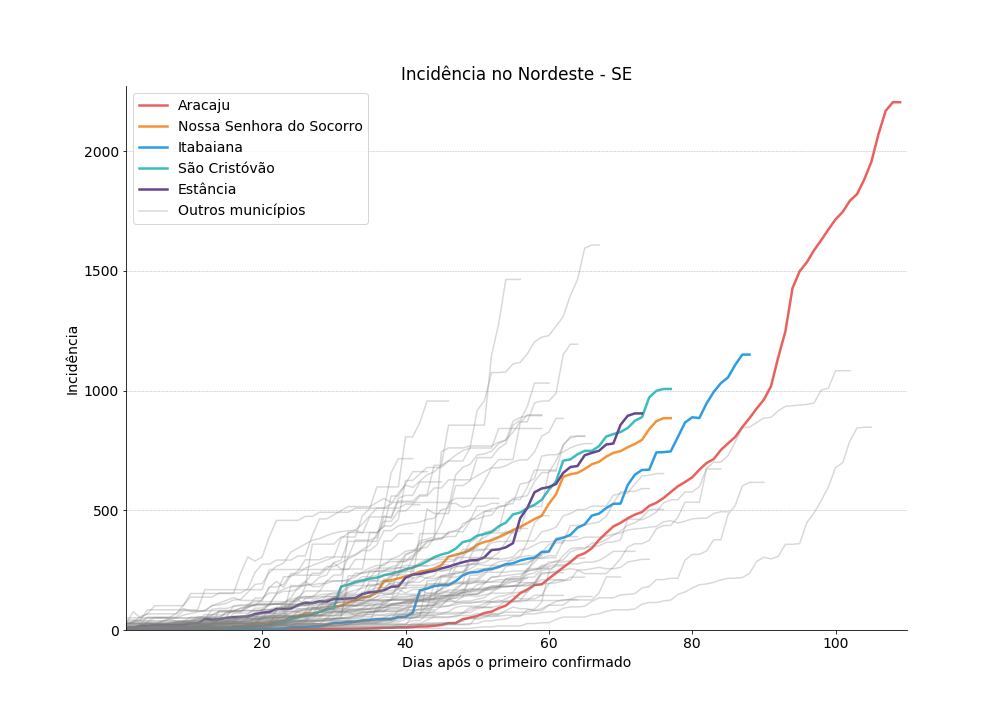 Incidência no Nordeste - SE
Aracaju
Nossa Senhora do Socorro
Itabaiana
São Cristóvão
Estância
Outros municípios
Incidência
2000
1500
1000
500
0
20 40 60 80 100
Dias após o primeiro confirmado